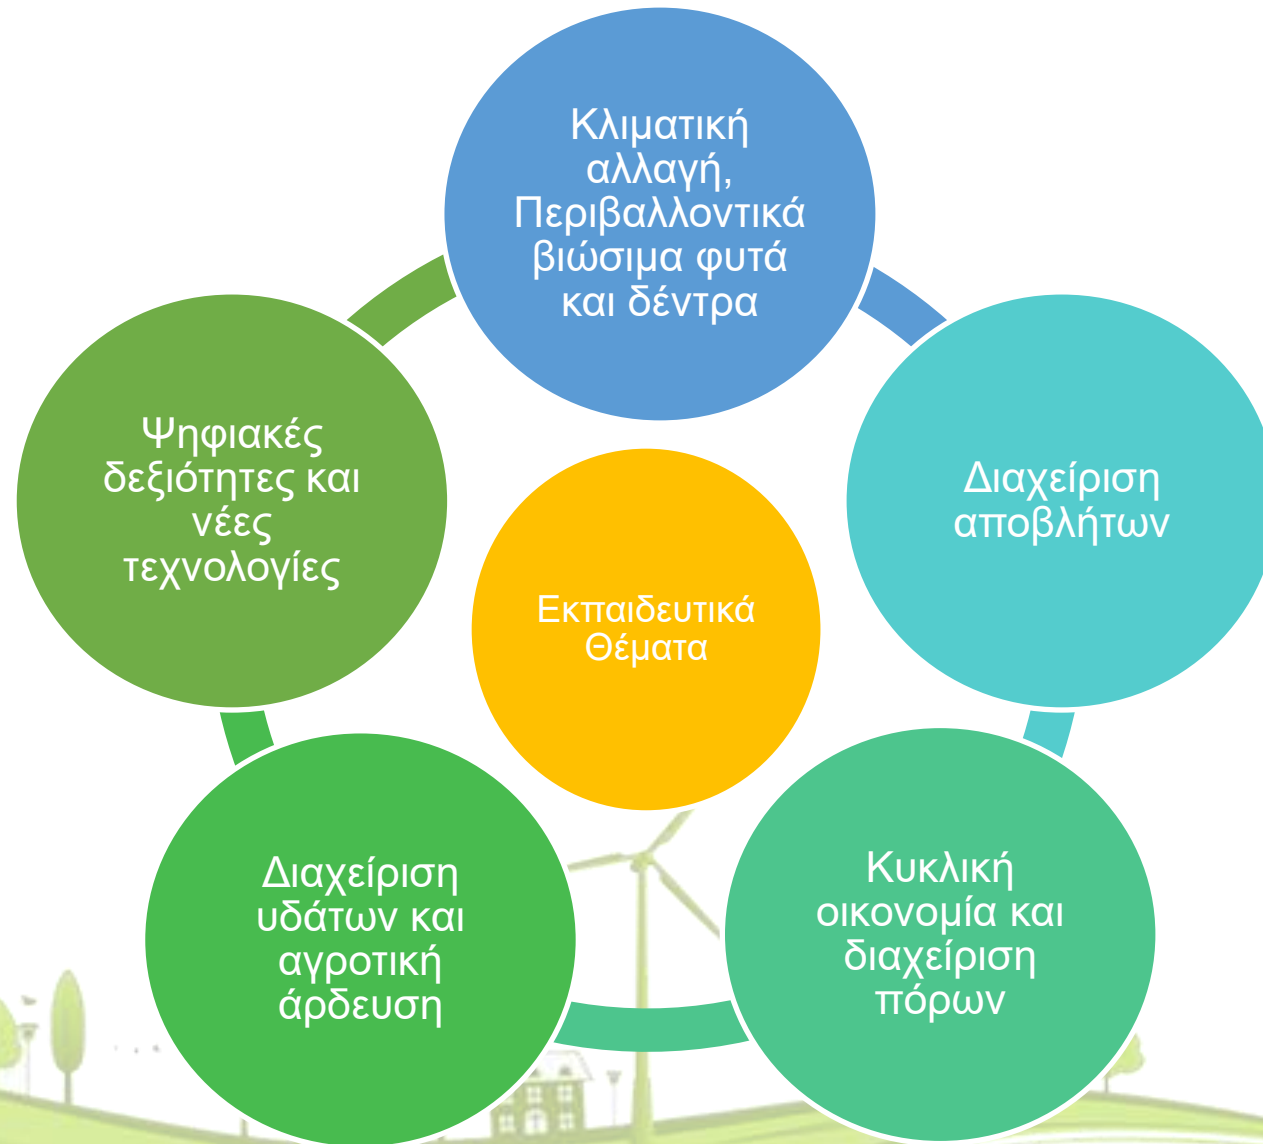 Κλιματική
αλλαγή,
Περιβαλλοντικά
βιώσιμα φυτά
και δέντρα
Διαχείριση
αποβλήτων
Κυκλική
οικονομία και
διαχείριση
πόρων
Διαχείριση
υδάτων και
αγροτική
άρδευση
Ψηφιακές
δεξιότητες και
νέες
τεχνολογίες
Εκπαιδευτικά
Θέματα